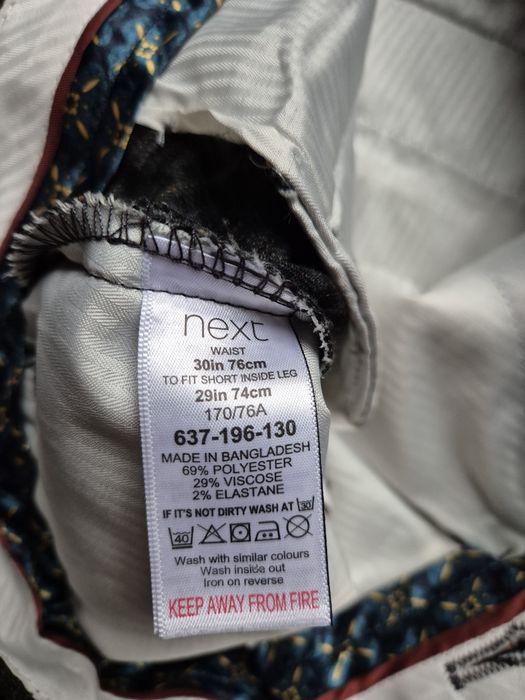 next
WAIST
30in 76cm
TO FIT SHORT INSIDE LEG
29in 74cm
170/76A
637-196-130
MADE IN BANGLADESH
69% POLYESTER
29% VISCOSE
2% ELASTANE
IF IT'S NOT DIRTY WASH AT 30
40
Wash with similar colours
Wash inside out
Iron on reverse
KEEP AWAY FROM FIRE